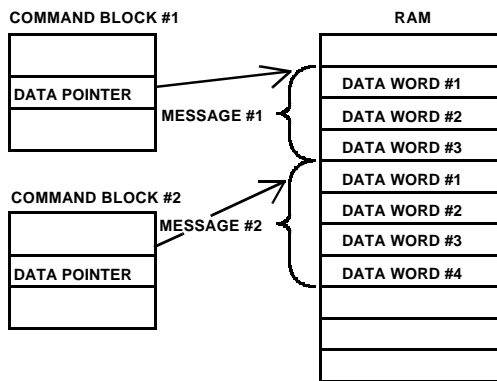 COMMAND BLOCK #1
DATA POINTER
MESSAGE #1
COMMAND BLOCK #2
MESSAGE #2
DATA POINTER
RAM
DATA WORD #1
DATA WORD #2
DATA WORD #3
DATA WORD #1
DATA WORD #2
DATA WORD #3
DATA WORD #4